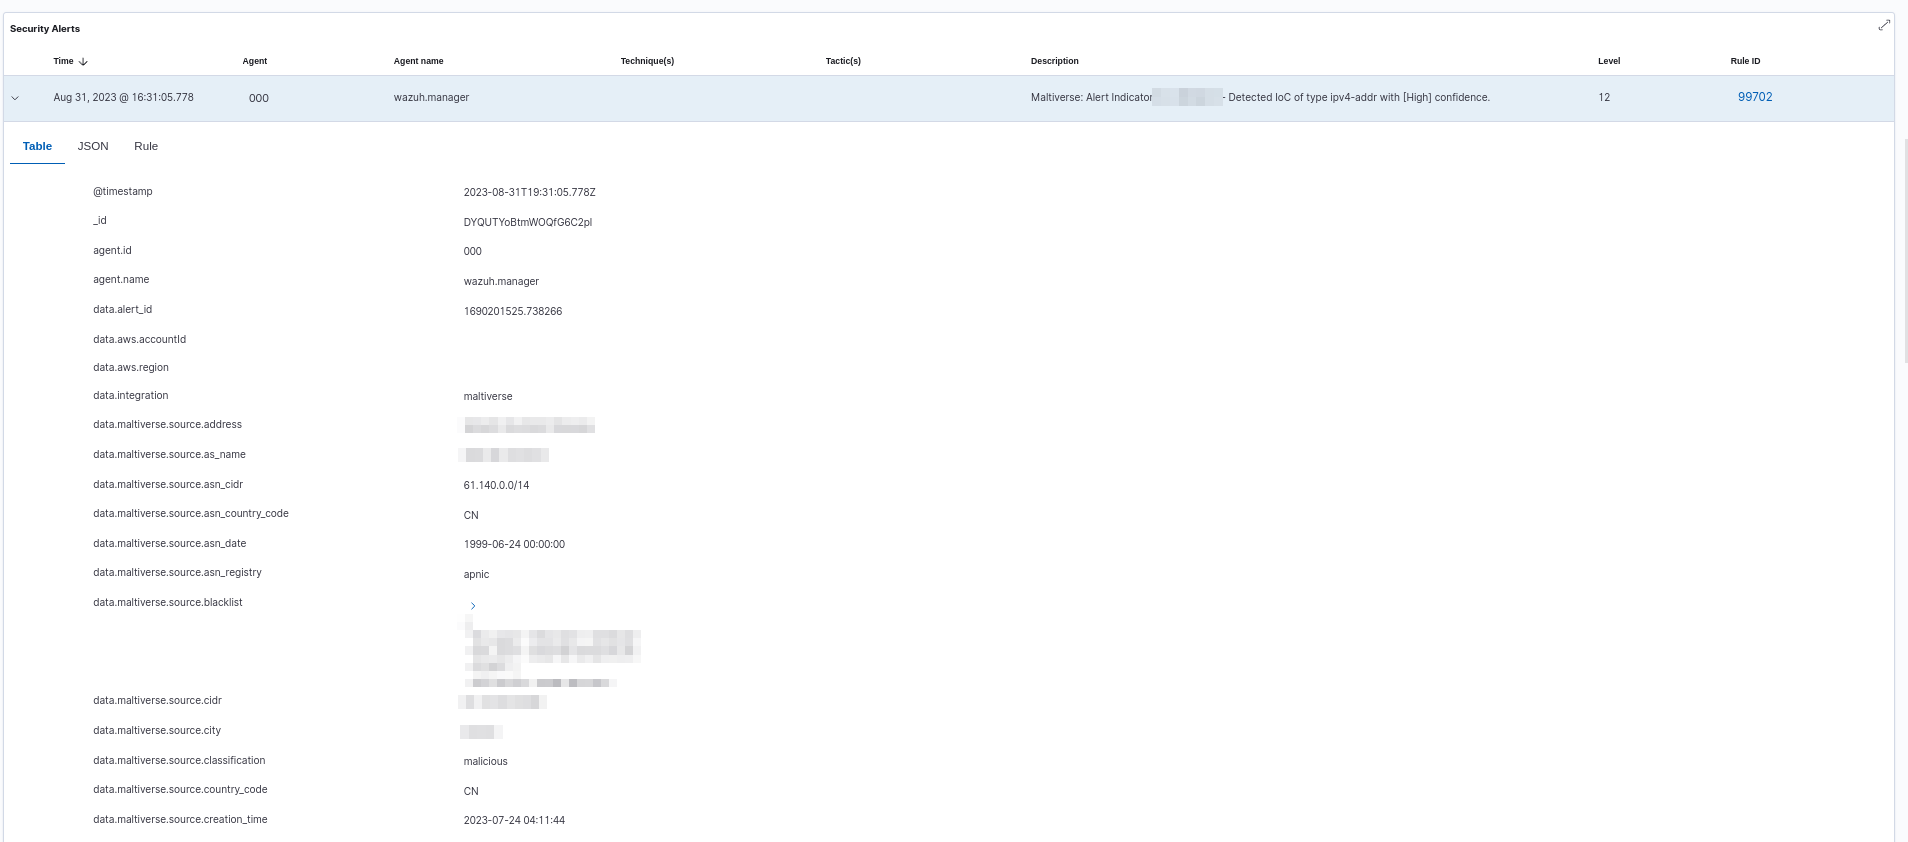 Security Alerts
Time Agent Agent name Technique(s) Tactic(s) Description Level Rule ID
Aug 31, 2023 @ 16:31:05.778 000 wazuh.manager Maltiverse: Alert Indicator - Detected IoC of type ipv4-addr with [High] confidence. 12 99702
Table JSON Rule
@timestamp 2023-08-31T19:31:05.778Z
_id DYQUTYoBtmWOQfG6C2pl
agent.id 000
agent.name wazuh.manager
data.alert_id 1690201525.738266
data.aws.accountId
data.aws.region
data.integration maltiverse
data.maltiverse.source.address
data.maltiverse.source.as_name
data.maltiverse.source.asn_cidr 61.140.0.0/14
data.maltiverse.source.asn_country_code CN
data.maltiverse.source.asn_date 1999-06-24 00:00:00
data.maltiverse.source.asn_registry apnic
data.maltiverse.source.blacklist
data.maltiverse.source.cidr
data.maltiverse.source.city
data.maltiverse.source.classification malicious
data.maltiverse.source.country_code CN
data.maltiverse.source.creation_time 2023-07-24 04:11:44